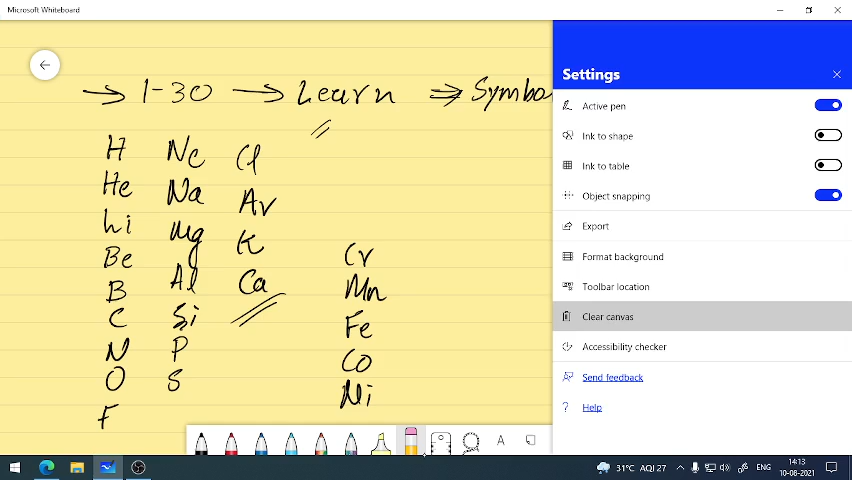 Microsoft Whiteboard
→ 1-30 → Learn ⇒ Symbol
H
He
Li
Be
B
C
N
O
F
Ne
Na
Mg
Al
Si
P
S
Cl
Ar
K
Ca
Cr
Mn
Fe
CO
Ni
Settings
Active pen
Ink to shape
Ink to table
Object snapping
Export
Format background
Toolbar location
Clear canvas
Accessibility checker
Send feedback
Help
31°C AQI 27
ENG
14:13
10-08-2021